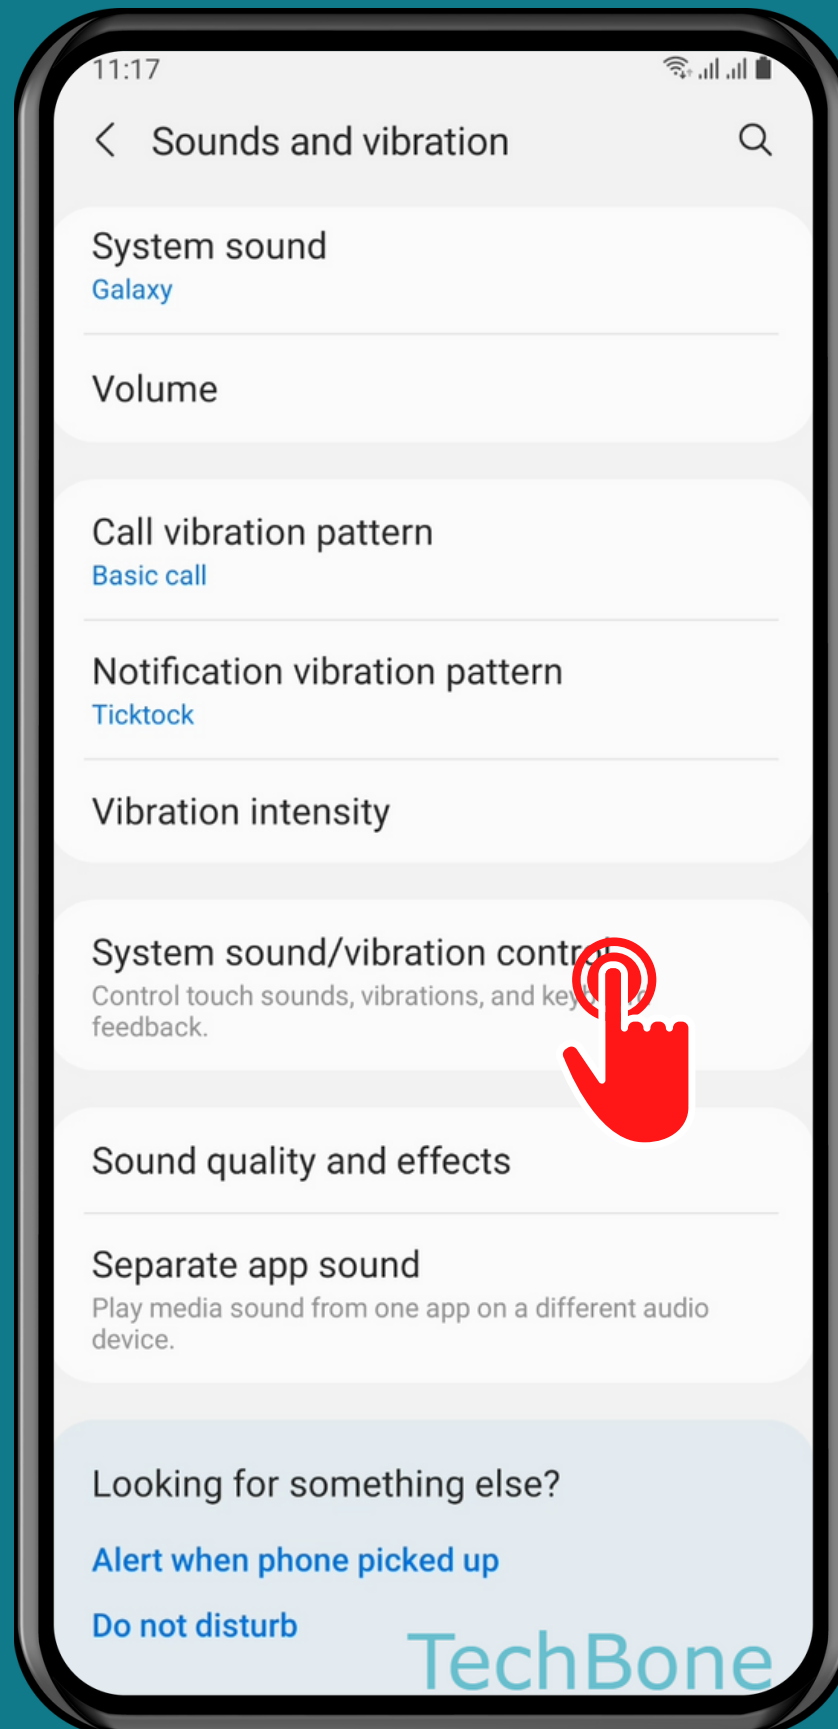 11:17
Sounds and vibration
System sound
Galaxy
Volume
Call vibration pattern
Basic call
Notification vibration pattern
Ticktock
Vibration intensity
System sound/vibration control
Control touch sounds, vibrations, and keyboard
feedback.
Sound quality and effects
Separate app sound
Play media sound from one app on a different audio
device.
Looking for something else?
Alert when phone picked up
Do not disturb
TechBone